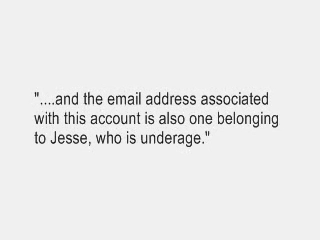 "....and the email address associated
with this account is also one belonging
to Jesse, who is underage."